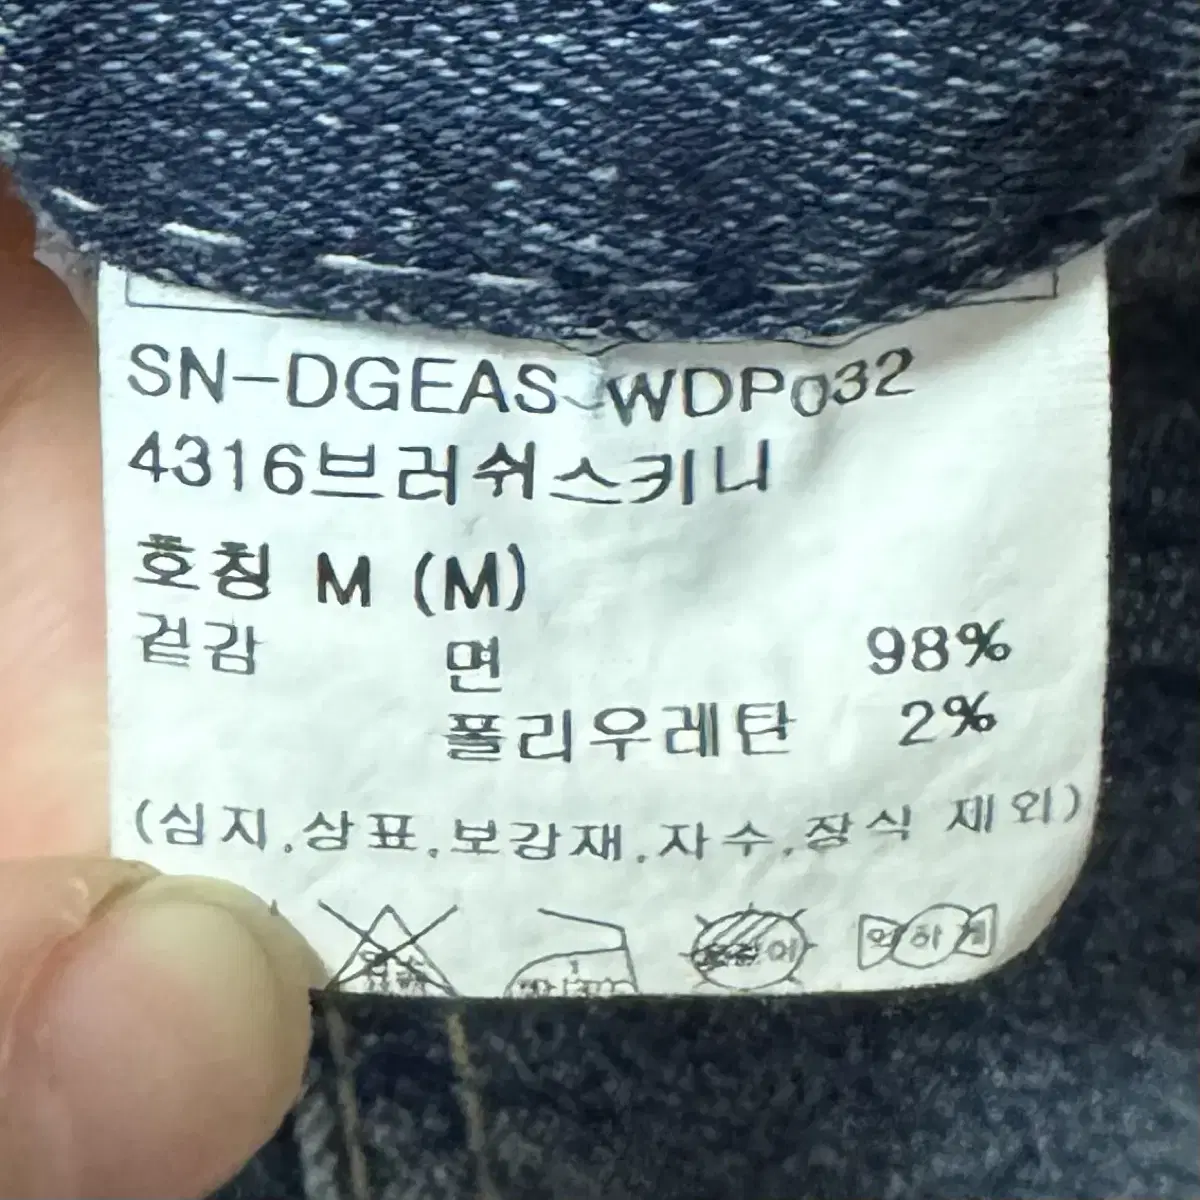 SN-DGEAS-WDP032
4316브러쉬스키니
호칭 M (M)
겉감 면 98%
폴리우레탄 2%
(심지.상표.보강재.자수.장식 제외)
약하게